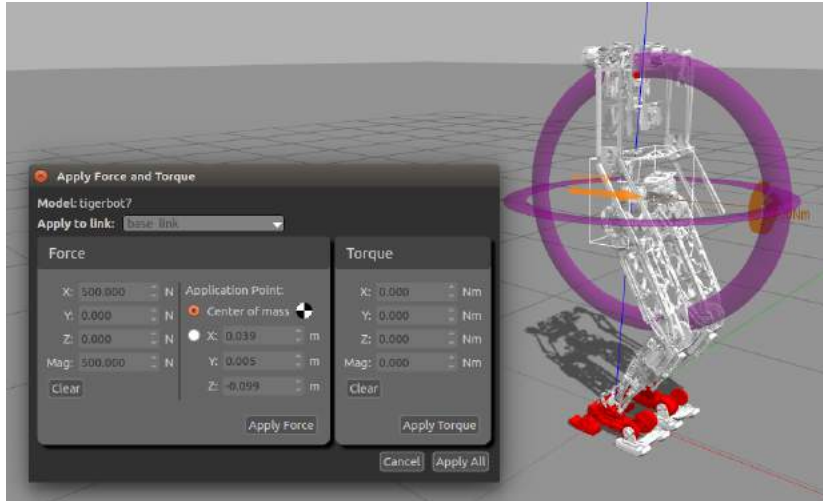 Apply Force and Torque
Model: tigerbot7
Apply to link: base_link
Force
X: 500.000 N
Y: 0.000 N
Z: 0.000 N
Mag: 500.000 N
Clear
Application Point:
Center of mass
X: 0.039 m
Y: 0.005 m
Z: -0.099 m
Apply Force
Torque
X: 0.000 Nm
Y: 0.000 Nm
Z: 0.000 Nm
Mag: 0.000 Nm
Clear
Apply Torque
Cancel Apply All